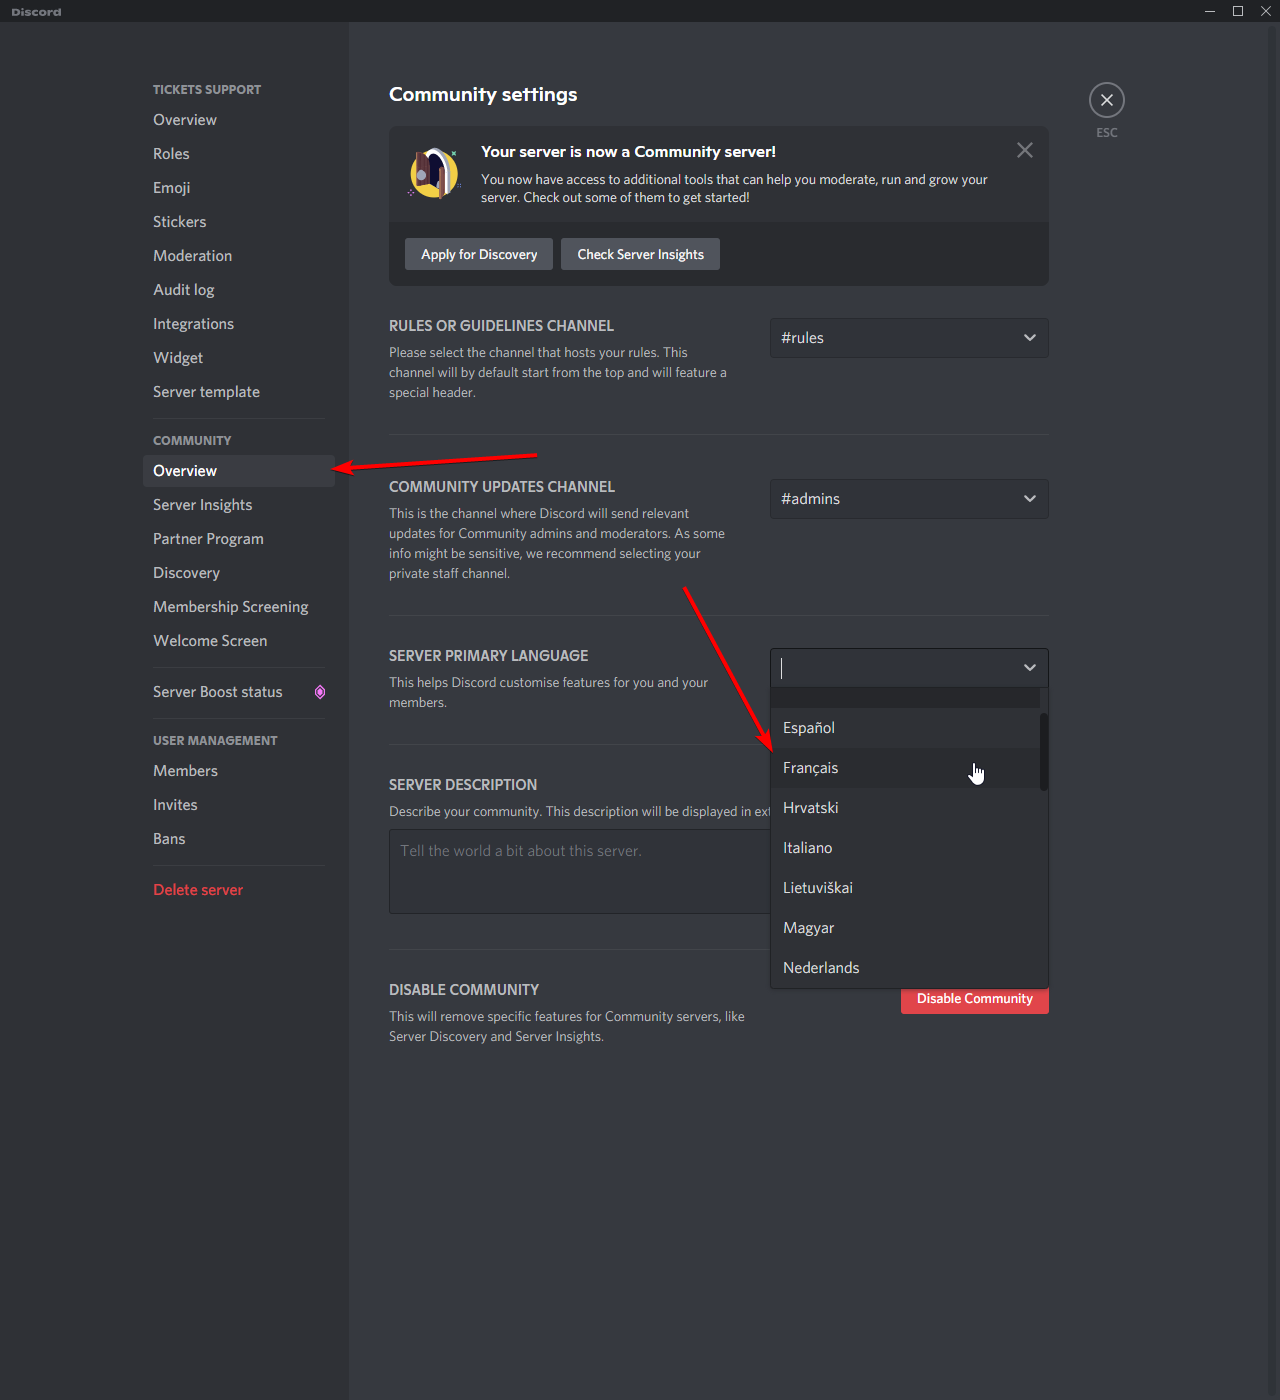 Discord
TICKETS SUPPORT
Overview
Roles
Emoji
Stickers
Moderation
Audit log
Integrations
Widget
Server template
COMMUNITY
Overview
Server Insights
Partner Program
Discovery
Membership Screening
Welcome Screen
Server Boost status
USER MANAGEMENT
Members
Invites
Bans
Delete server
Community settings
ESC
Your server is now a Community server!
You now have access to additional tools that can help you moderate, run and grow your
server. Check out some of them to get started!
Apply for Discovery
Check Server Insights
RULES OR GUIDELINES CHANNEL
Please select the channel that hosts your rules. This
channel will by default start from the top and will feature a
special header.
#rules
COMMUNITY UPDATES CHANNEL
This is the channel where Discord will send relevant
updates for Community admins and moderators. As some
info might be sensitive, we recommend selecting your
private staff channel.
#admins
SERVER PRIMARY LANGUAGE
This helps Discord customise features for you and your
members.
Español
Français
Hrvatski
Italiano
Lietuviškai
Magyar
Nederlands
SERVER DESCRIPTION
Describe your community. This description will be displayed in ext
Tell the world a bit about this server.
DISABLE COMMUNITY
This will remove specific features for Community servers, like
Server Discovery and Server Insights.
Disable Community